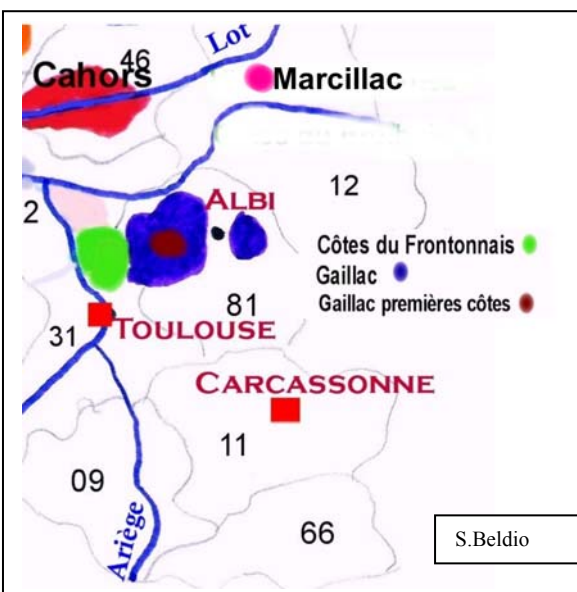 Lot
46
Cahors
Marcillac
12
ALBI
2
Côtes du Frontonnais
Gaillac
Gaillac premières côtes
81
31
TOULOUSE
CARCASSONNE
11
09
Ariège
66
S.Beldio